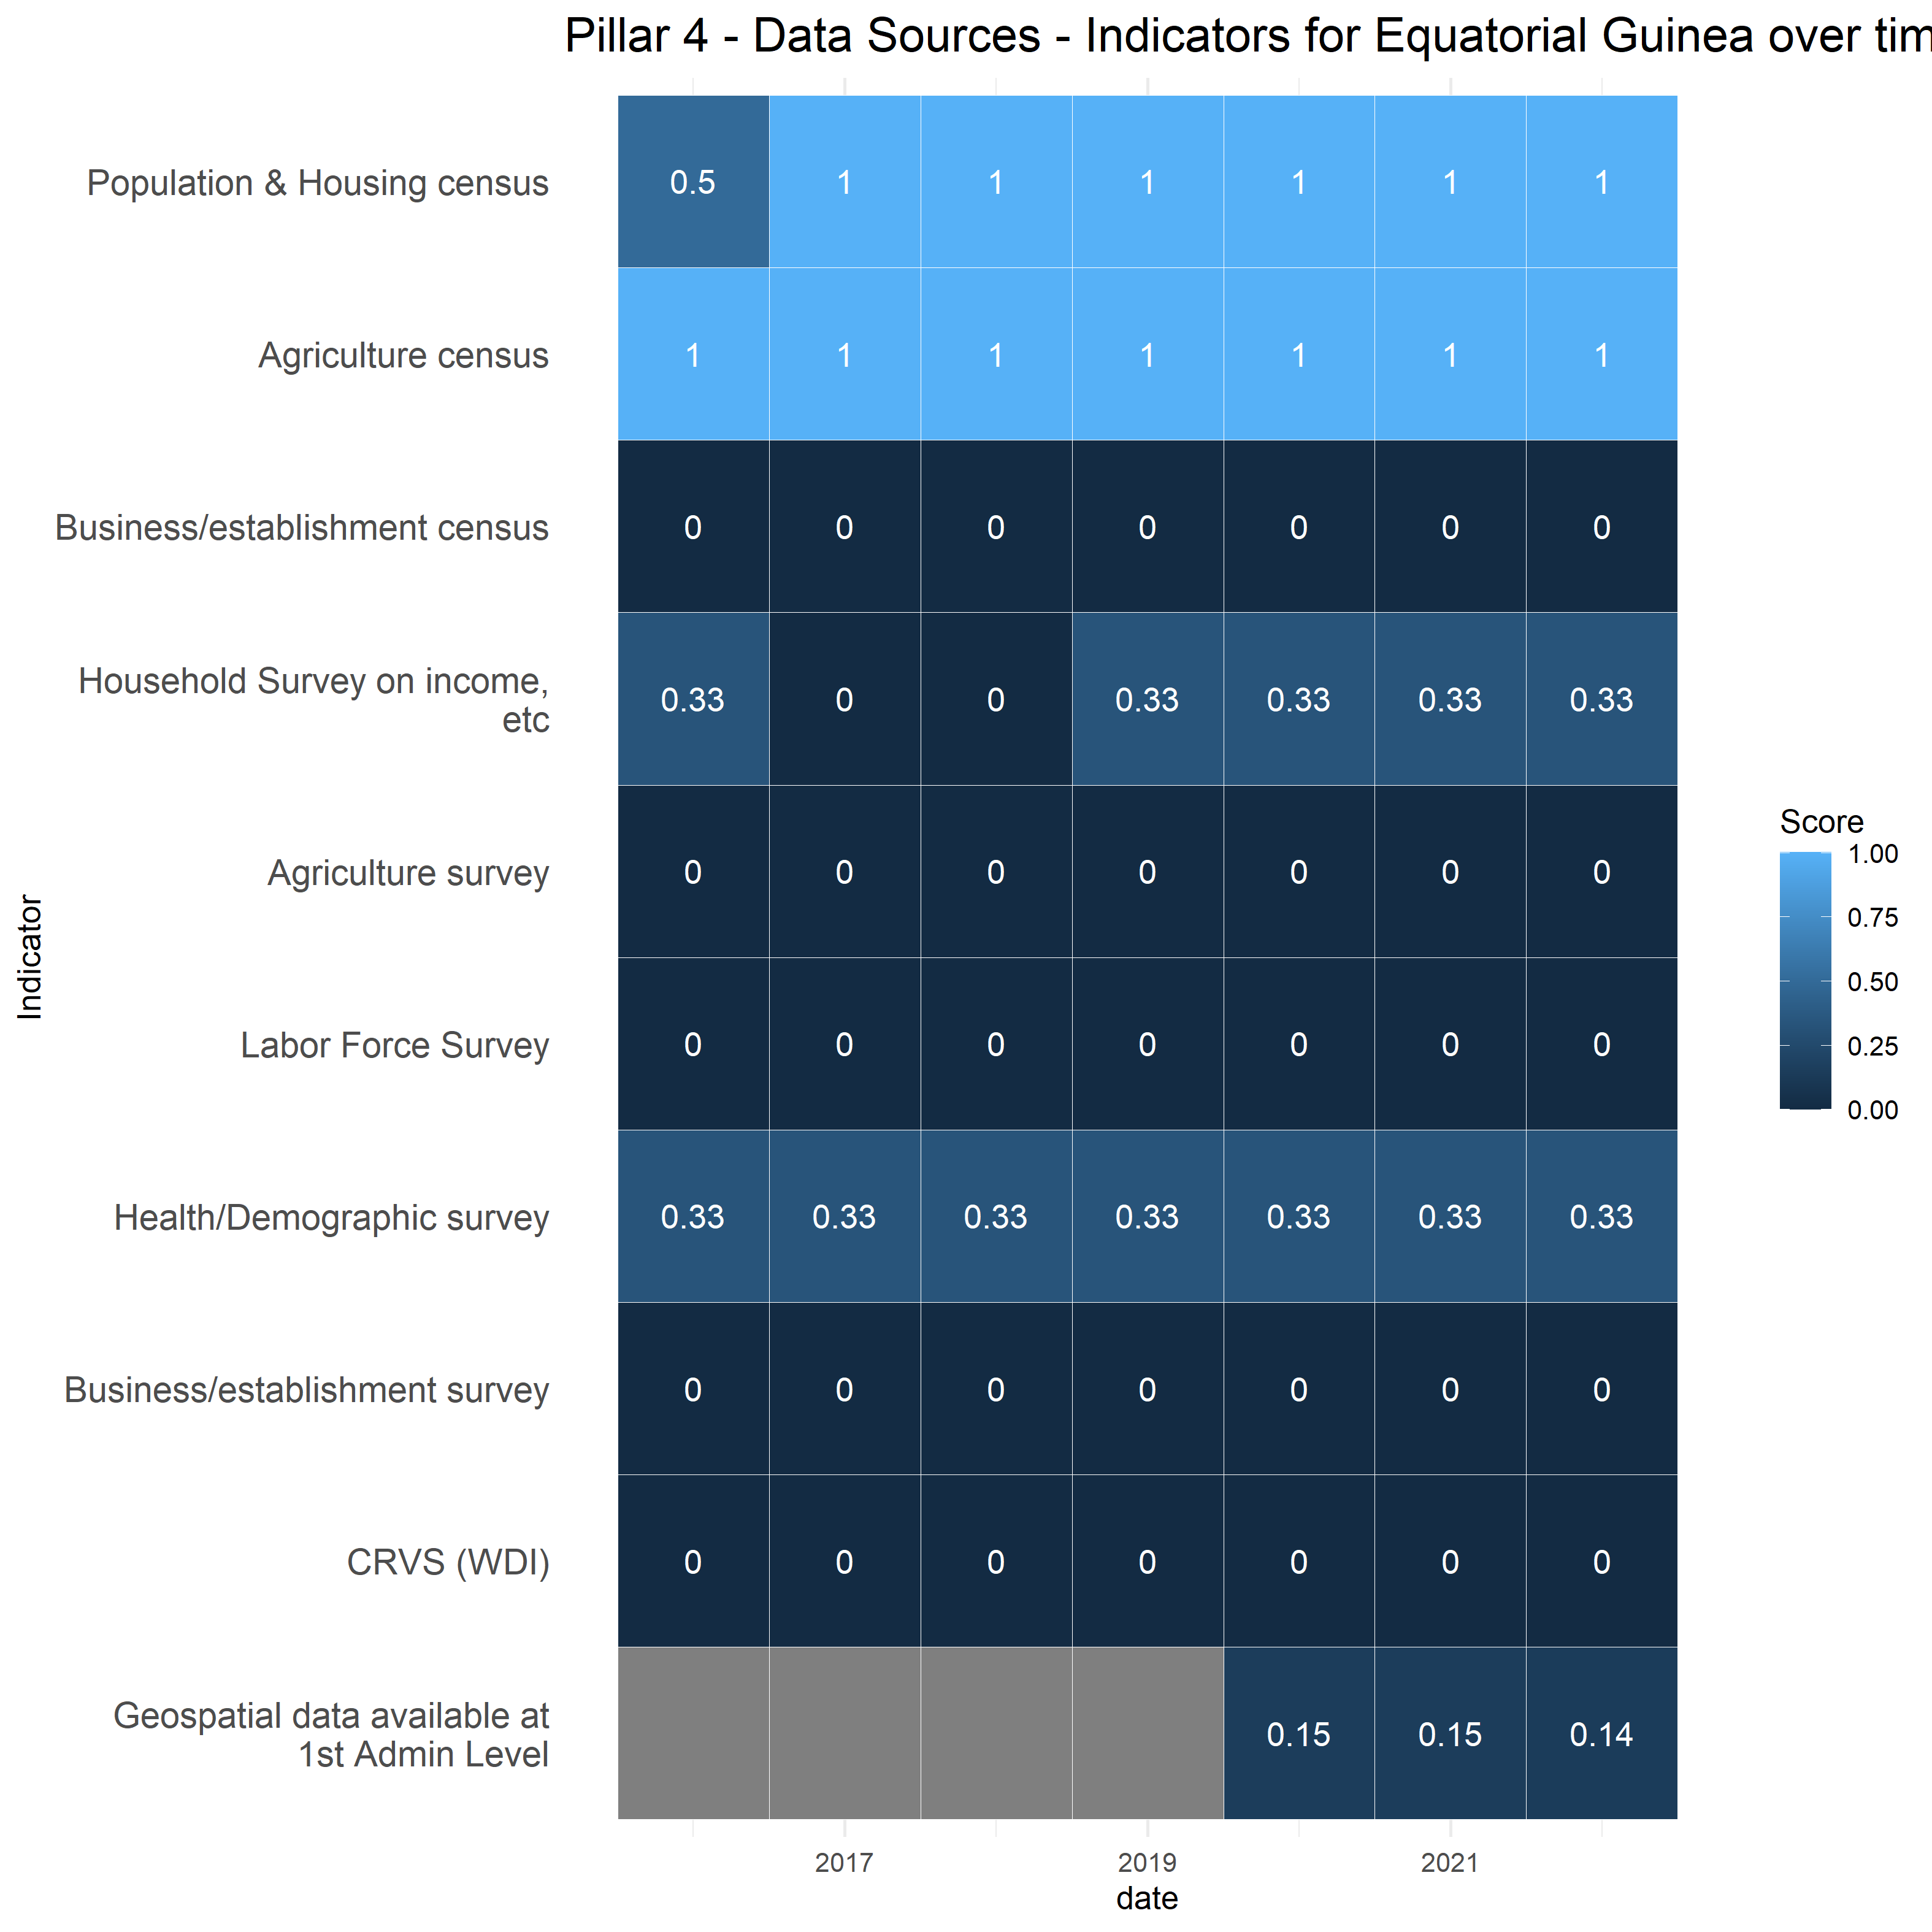 Pillar 4 - Data Sources - Indicators for Equatorial Guinea over tim
Population & Housing census 0.5 1 1 1 1 1 1
Agriculture census 1 1 1 1 1 1 1
Business/establishment census 0 0 0 0 0 0 0
Household Survey on income,
etc 0.33 0 0 0.33 0.33 0.33 0.33
Agriculture survey 0 0 0 0 0 0 0
Labor Force Survey 0 0 0 0 0 0 0
Health/Demographic survey 0.33 0.33 0.33 0.33 0.33 0.33 0.33
Business/establishment survey 0 0 0 0 0 0 0
CRVS (WDI) 0 0 0 0 0 0 0
Geospatial data available at
1st Admin Level 0.15 0.15 0.14
2017 2019 2021
date
Indicator
Score
1.00
0.75
0.50
0.25
0.00